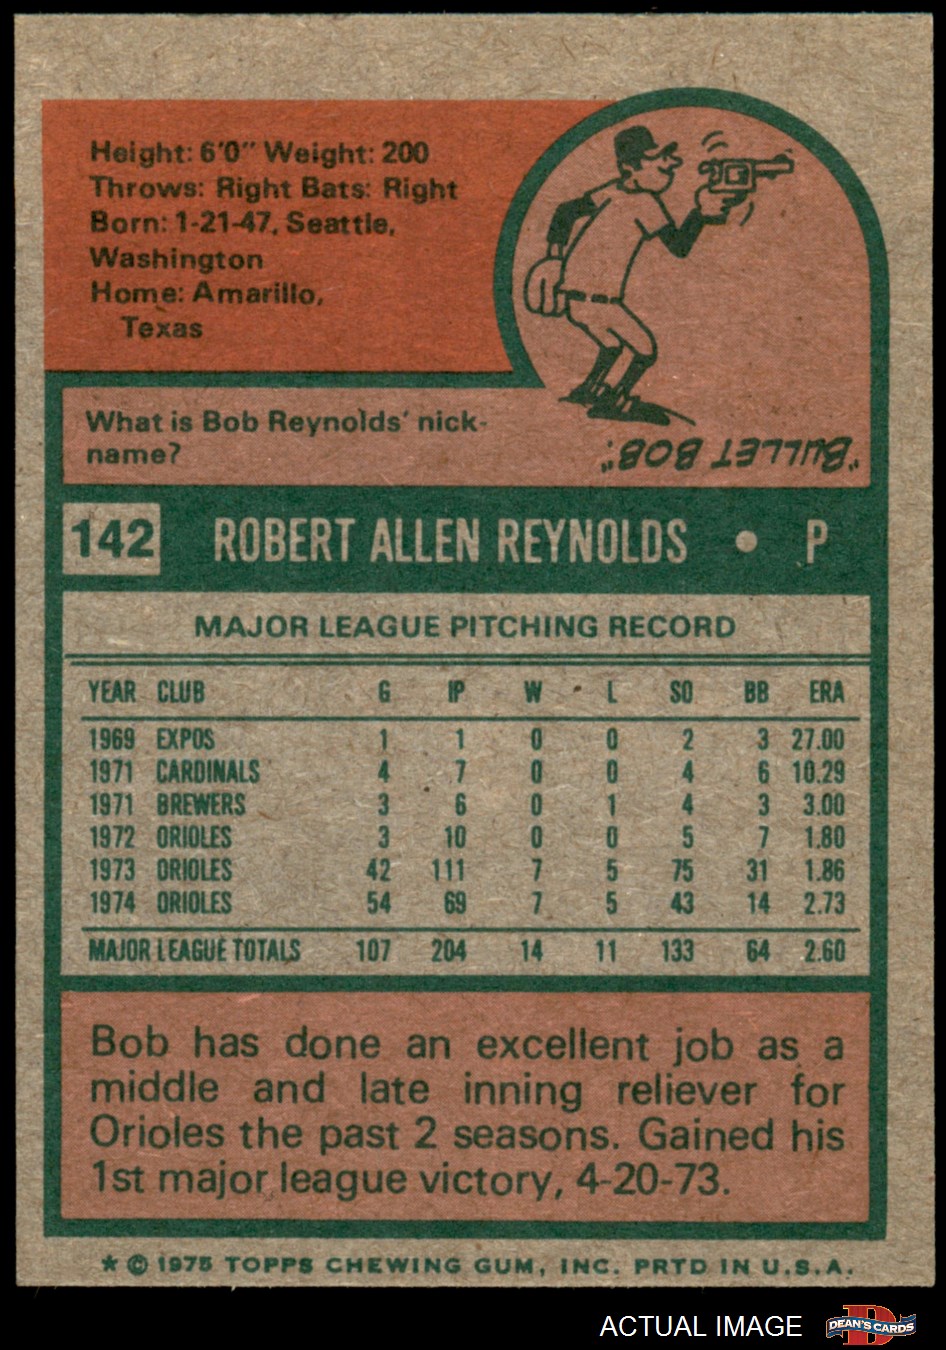 Height: 6'0" Weight: 200
Throws: Right Bats: Right
Born: 1-21-47, Seattle,
Washington
Home: Amarillo,
Texas
What is Bob Reynolds' nick-
name?
"BULLET BOB".
142 ROBERT ALLEN REYNOLDS • P
MAJOR LEAGUE PITCHING RECORD
YEAR CLUB G IP W L SO BB ERA
1969 EXPOS 1 1 0 0 2 3 27.00
1971 CARDINALS 4 7 0 0 4 6 10.29
1971 BREWERS 3 6 0 1 4 3 3.00
1972 ORIOLES 3 10 0 0 5 7 1.80
1973 ORIOLES 42 111 7 5 75 31 1.86
1974 ORIOLES 54 69 7 5 43 14 2.73
MAJOR LEAGUE TOTALS 107 204 14 11 133 64 2.60
Bob has done an excellent job as a
middle and late inning reliever for
Orioles the past 2 seasons. Gained his
1st major league victory, 4-20-73.
* © 1975 TOPPS CHEWING GUM, INC. PRTD IN U.S.A.
ACTUAL IMAGE
D
DEAN'S CARDS